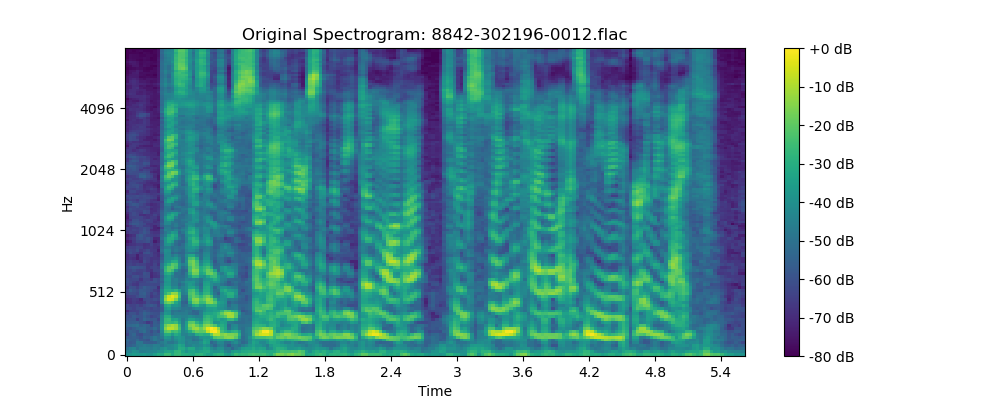 Original Spectrogram: 8842-302196-0012.flac
Hz
4096
2048
1024
512
0
0 0.6 1.2 1.8 2.4 3 3.6 4.2 4.8 5.4
Time
+0 dB
-10 dB
-20 dB
-30 dB
-40 dB
-50 dB
-60 dB
-70 dB
-80 dB